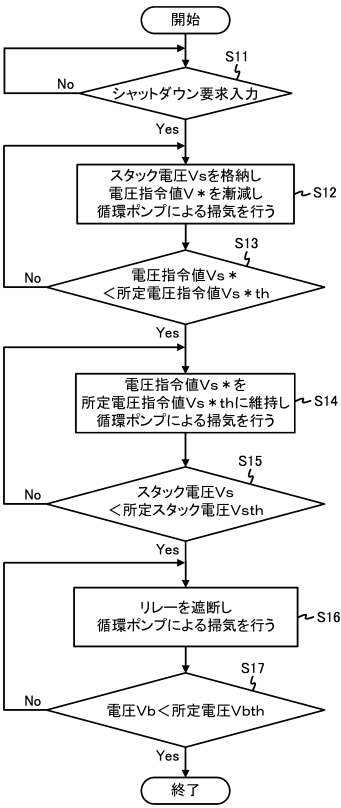 開始
S11
シャットダウン要求入力
No
Yes
スタック電圧Vsを格納し
電圧指令値V*を漸減し
循環ポンプによる掃気を行う
S12
S13
電圧指令値Vs*
<所定電圧指令値Vs*th
No
Yes
電圧指令値Vs*を
所定電圧指令値Vs*thに維持し
循環ポンプによる掃気を行う
S14
S15
スタック電圧Vs
<所定スタック電圧Vsth
No
Yes
リレーを遮断し
循環ポンプによる掃気を行う
S16
S17
電圧Vb<所定電圧Vbth
No
Yes
終了